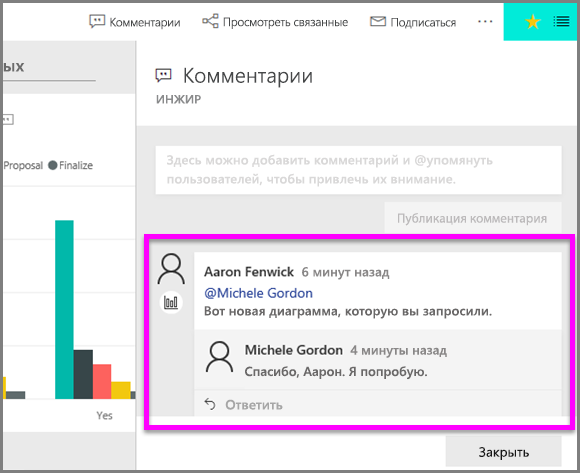 Комментарии Просмотреть связанные Подписаться ...
ых
Комментарии
ИНЖИР
Proposal Finalize
Здесь можно добавить комментарий и @упомянуть
пользователей, чтобы привлечь их внимание.
Публикация комментария
Aaron Fenwick 6 минут назад
@Michele Gordon
Вот новая диаграмма, которую вы запросили.
Michele Gordon 4 минуты назад
Спасибо, Аарон. Я попробую.
Ответить
Yes
Закрыть